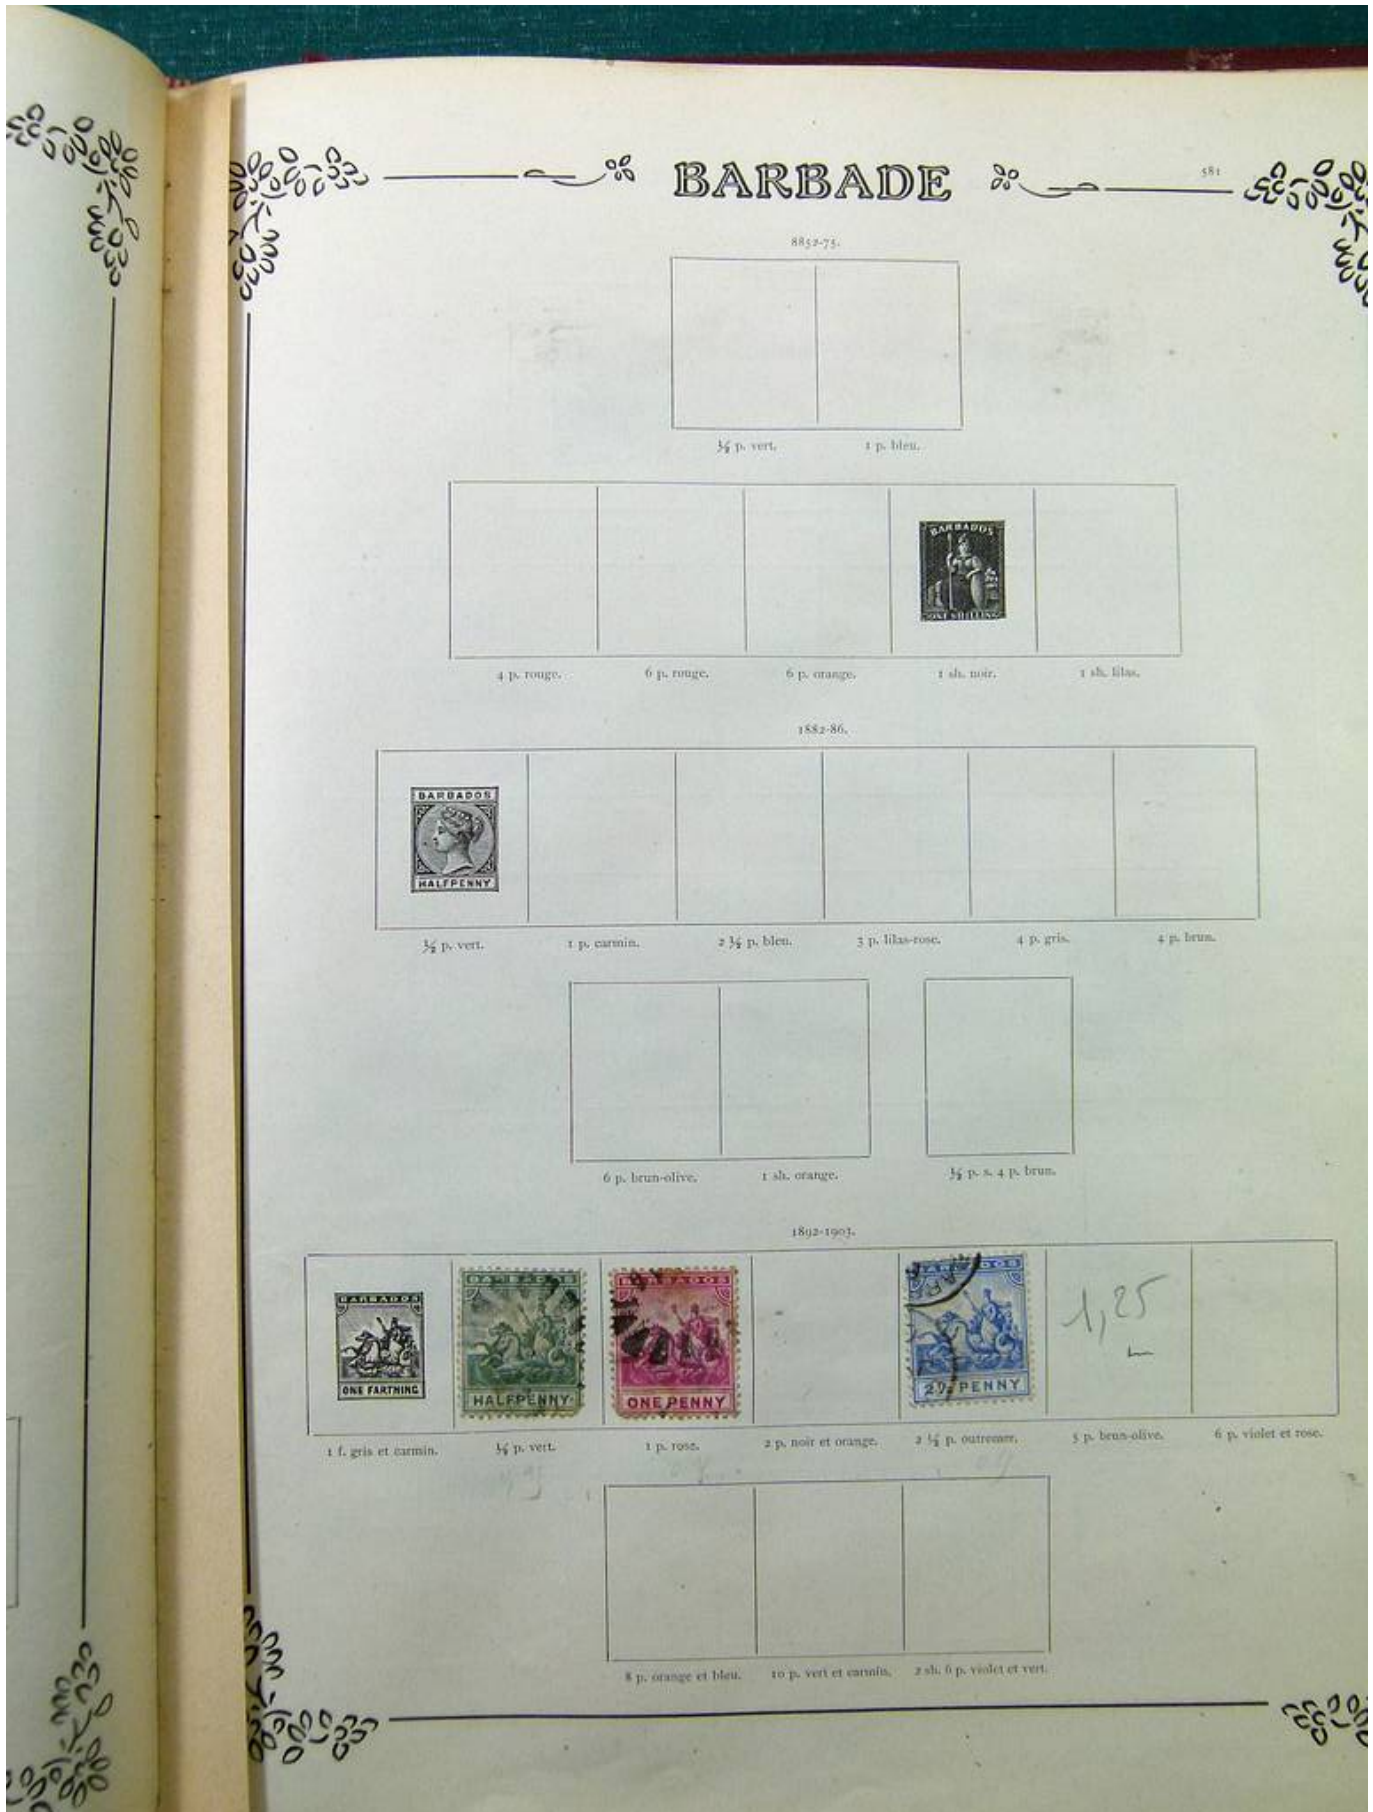 BARBADE
581
8852-75.
½ p. vert.
1 p. bleu.
BARBADOS
ONE SHILLING
4 p. rouge.
6 p. rouge.
6 p. orange.
1 sh. noir.
1 sh. lilas.
1882-86.
BARBADOS
HALFPENNY
½ p. vert.
1 p. carmin.
2 ½ p. bleu.
3 p. lilas-rose.
4 p. gris.
4 p. brun.
6 p. brun-olive.
1 sh. orange.
½ p. s. 4 p. brun.
1892-1903.
BARBADOS
ONE FARTHING
BARBADOS
HALFPENNY
BARBADOS
ONE PENNY
BARBADOS
2½ PENNY
1,25
1 f. gris et carmin.
½ p. vert.
1 p. rose.
2 p. noir et orange.
2 ½ p. outremer.
5 p. brun-olive.
6 p. violet et rose.
8 p. orange et bleu.
10 p. vert et carmin.
2 sh. 6 p. violet et vert.